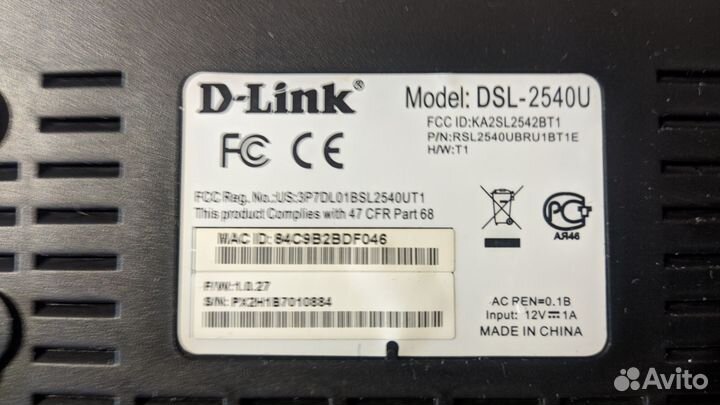 D-Link®
Model: DSL-2540U
FCC ID:KA2SL2542BT1
P/N:RSL2540UBRU1BT1E
H/W:T1
FC CE
FCC Reg. No.:US:3P7DL01BSL2540UT1
This product Complies with 47 CFR Part 68
PCT
АЯ46
MAC ID: 84C9B2BDF046
F/W:1.0.27
S/N: PX2H1B7010884
AC PEN=0.1B
Input: 12V⎓1A
MADE IN CHINA
Avito